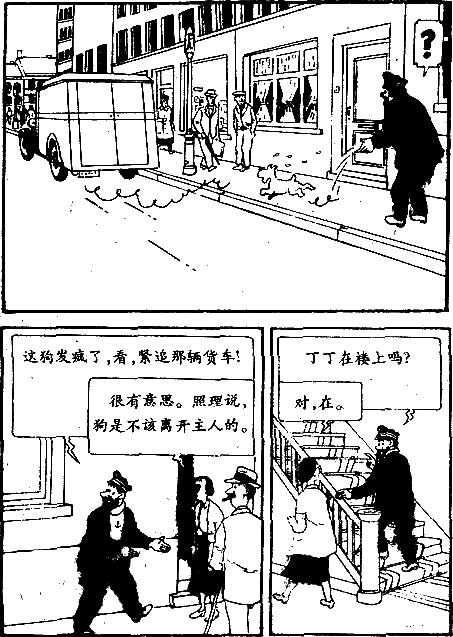 ?
这狗发疯了,看,紧追那辆货车!
很有意思。照理说,
狗是不该离开主人的。
丁丁在楼上吗?
对,在。